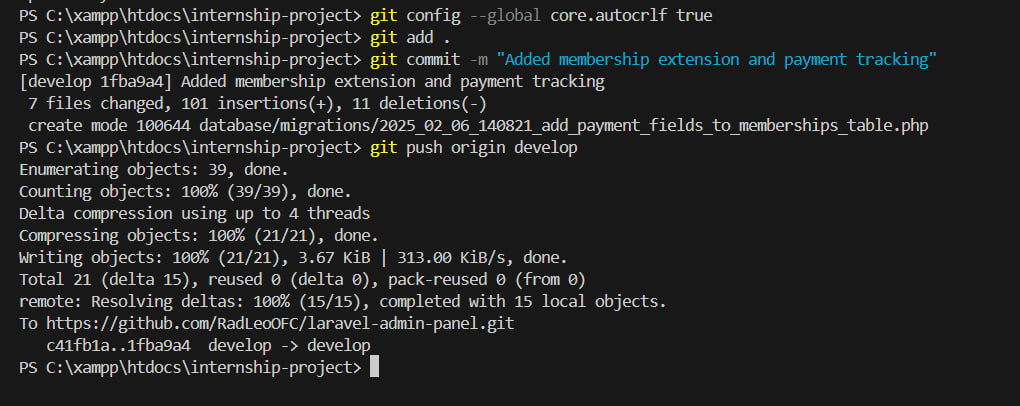 PS C:\xampp\htdocs\internship-project> git config --global core.autocrlf true
PS C:\xampp\htdocs\internship-project> git add .
PS C:\xampp\htdocs\internship-project> git commit -m "Added membership extension and payment tracking"
[develop 1fba9a4] Added membership extension and payment tracking
 7 files changed, 101 insertions(+), 11 deletions(-)
 create mode 100644 database/migrations/2025_02_06_140821_add_payment_fields_to_memberships_table.php
PS C:\xampp\htdocs\internship-project> git push origin develop
Enumerating objects: 39, done.
Counting objects: 100% (39/39), done.
Delta compression using up to 4 threads
Compressing objects: 100% (21/21), done.
Writing objects: 100% (21/21), 3.67 KiB | 313.00 KiB/s, done.
Total 21 (delta 15), reused 0 (delta 0), pack-reused 0 (from 0)
remote: Resolving deltas: 100% (15/15), completed with 15 local objects.
To https://github.com/RadLeoOFC/laravel-admin-panel.git
   c41fb1a..1fba9a4  develop -> develop
PS C:\xampp\htdocs\internship-project>